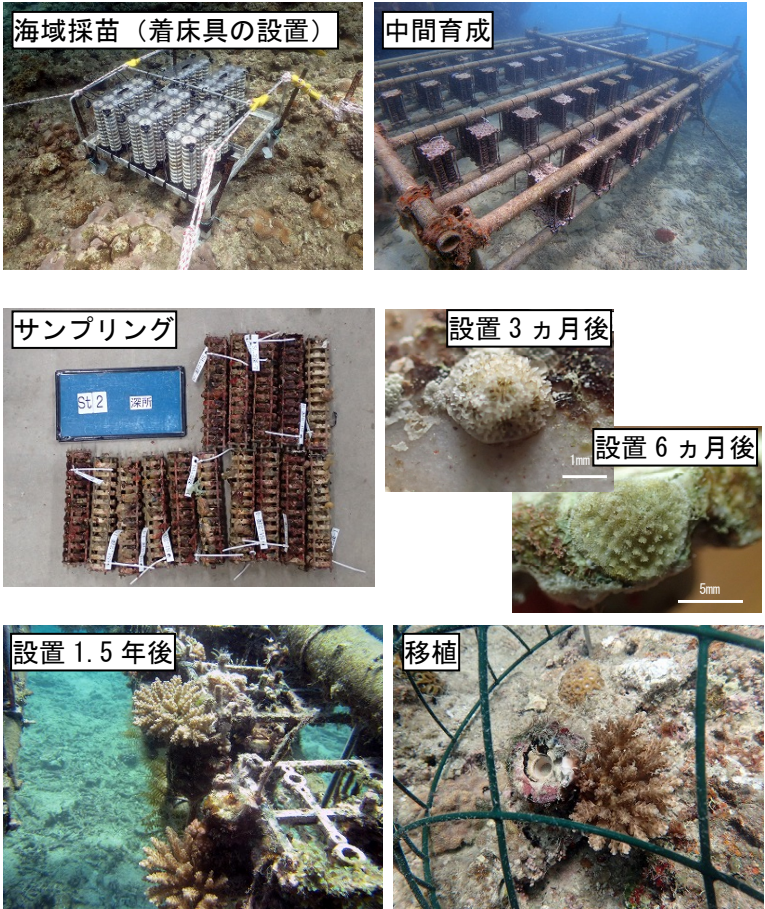 海域採苗（着床具の設置）
中間育成
サンプリング
St 2 深所
設置 3 ヵ月後
1mm
設置 6 ヵ月後
5mm
設置 1.5 年後
移植